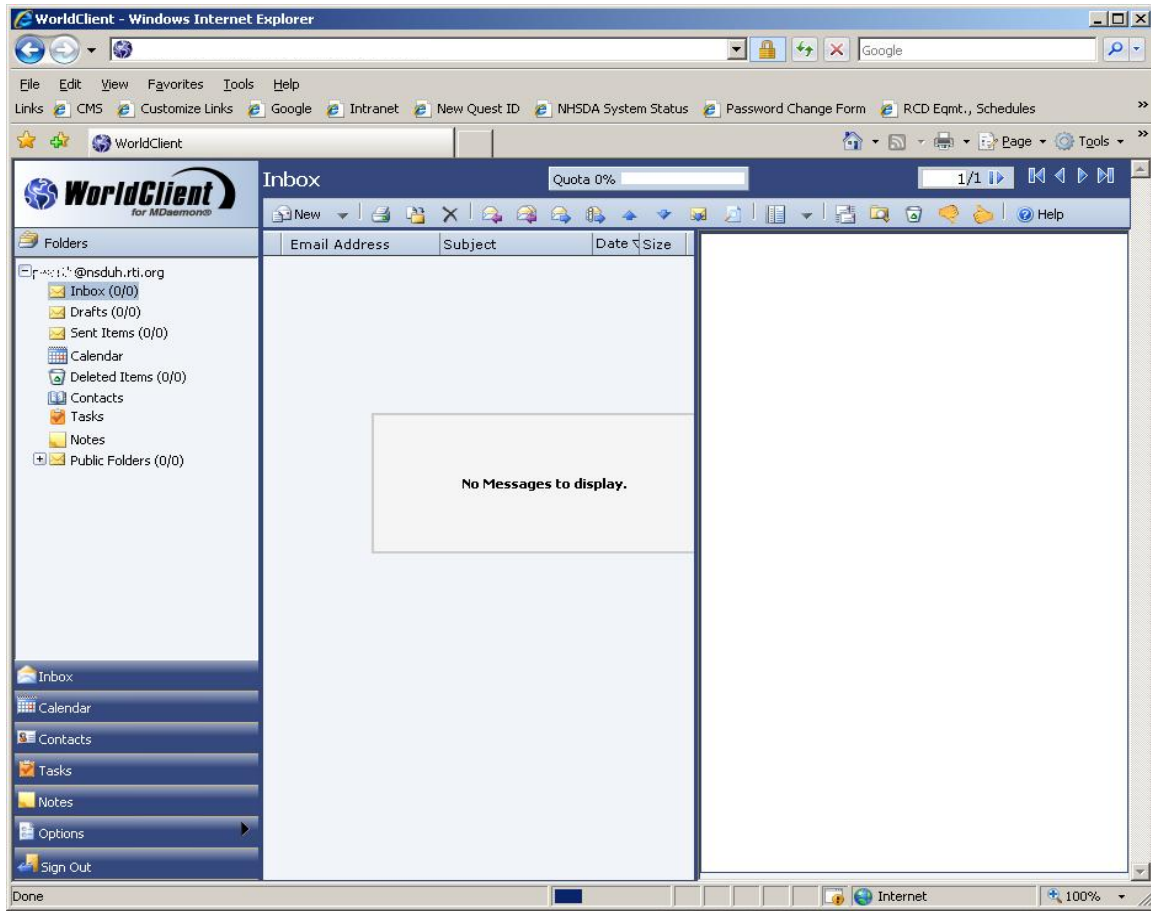 WorldClient - Windows Internet Explorer
Google
File Edit View Favorites Tools Help
Links CMS Customize Links Google Intranet New Quest ID NHSDA System Status Password Change Form RCD Eqmt., Schedules »
WorldClient Page Tools »
WorldClient
for MDaemon®
Inbox Quota 0% 1/1
New Help
Folders
Email Address Subject Date Size
@nsduh.rti.org
Inbox (0/0)
Drafts (0/0)
Sent Items (0/0)
Calendar
Deleted Items (0/0)
Contacts
Tasks
Notes
Public Folders (0/0)
No Messages to display.
Inbox
Calendar
Contacts
Tasks
Notes
Options
Sign Out
Done Internet 100%